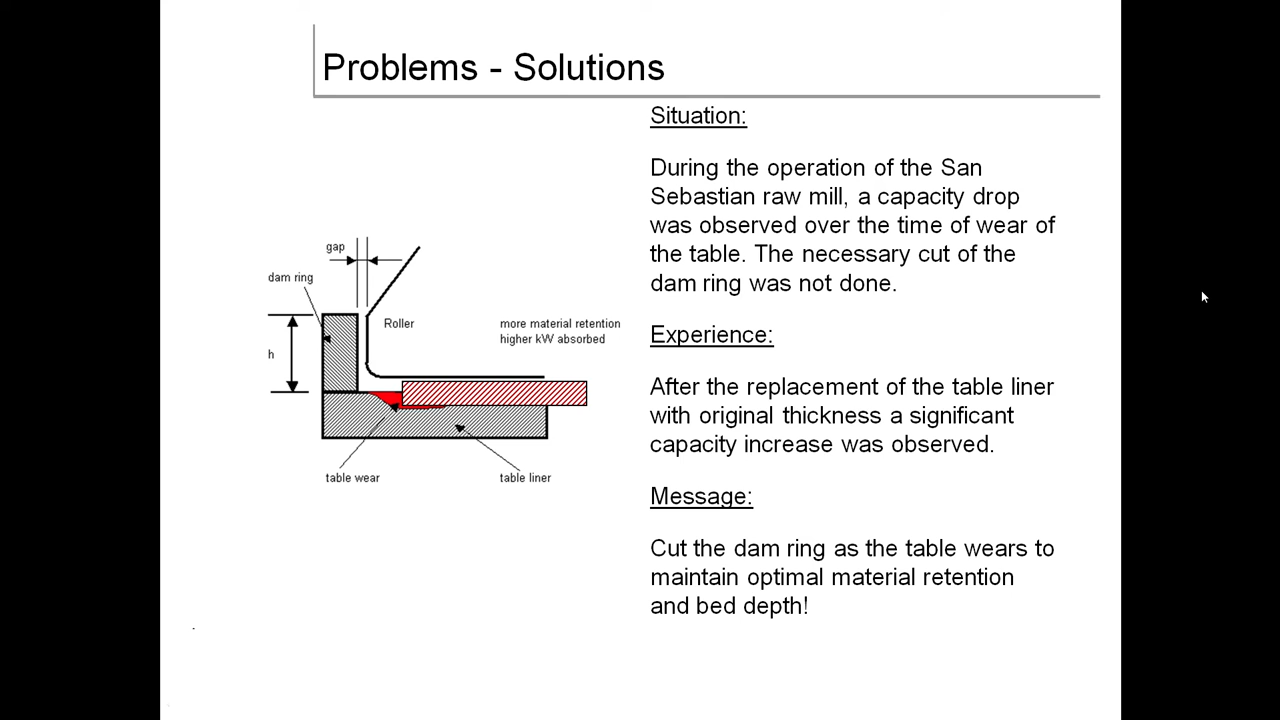 Problems - Solutions
Situation:
During the operation of the San
Sebastian raw mill, a capacity drop
was observed over the time of wear of
the table. The necessary cut of the
dam ring was not done.
Experience:
After the replacement of the table liner
with original thickness a significant
capacity increase was observed.
Message:
Cut the dam ring as the table wears to
maintain optimal material retention
and bed depth!
gap
dam ring
Roller
more material retention
higher kW absorbed
h
table wear
table liner